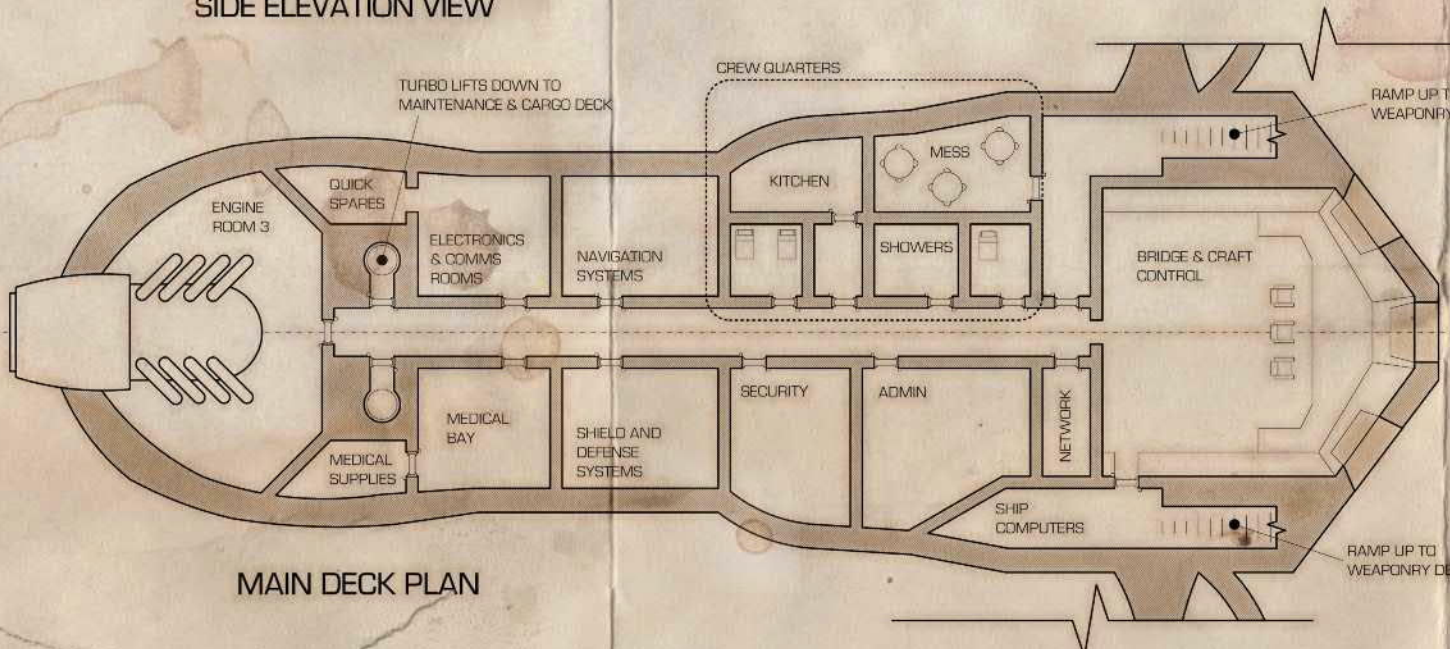 SIDE ELEVATION VIEW
CREW QUARTERS
TURBO LIFTS DOWN TO
MAINTENANCE & CARGO DECK
RAMP UP T
WEAPONRY
MESS
KITCHEN
QUICK
SPARES
ENGINE
ROOM 3
ELECTRONICS
& COMMS
ROOMS
NAVIGATION
SYSTEMS
SHOWERS
BRIDGE & CRAFT
CONTROL
SECURITY
ADMIN
NETWORK
MEDICAL
BAY
SHIELD AND
DEFENSE
SYSTEMS
MEDICAL
SUPPLIES
SHIP
COMPUTERS
RAMP UP TO
WEAPONRY DE
MAIN DECK PLAN